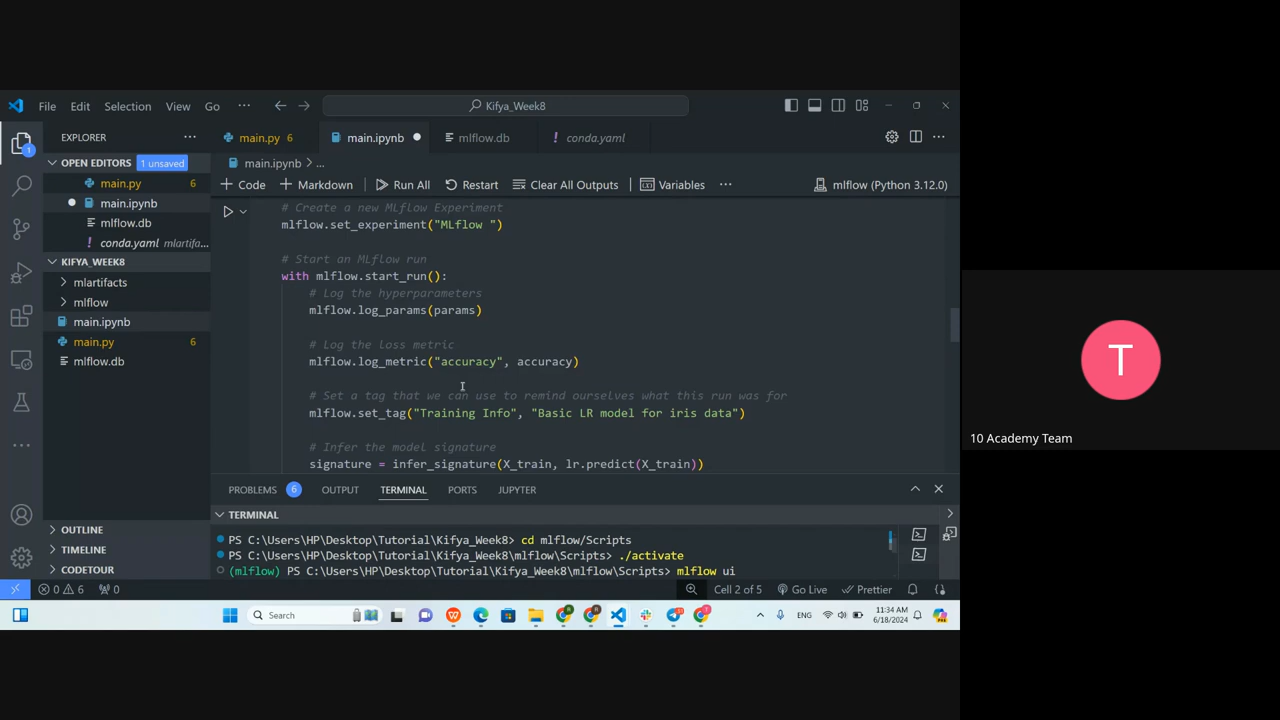 File Edit Selection View Go ··· Kifya_Week8
EXPLORER ···
main.py 6 main.ipynb mlflow.db ! conda.yaml ···
OPEN EDITORS 1 unsaved
main.py 6
main.ipynb
mlflow.db
! conda.yaml mlartifa...
KIFYA_WEEK8
mlartifacts
mlflow
main.ipynb
main.py 6
mlflow.db
OUTLINE
TIMELINE
CODETOUR
main.ipynb > ...
+ Code + Markdown Run All Restart Clear All Outputs Variables ··· mlflow (Python 3.12.0)
# Create a new MLflow Experiment
mlflow.set_experiment("MLflow ")
# Start an MLflow run
with mlflow.start_run():
# Log the hyperparameters
mlflow.log_params(params)
# Log the loss metric
mlflow.log_metric("accuracy", accuracy)
# Set a tag that we can use to remind ourselves what this run was for
mlflow.set_tag("Training Info", "Basic LR model for iris data")
# Infer the model signature
signature = infer_signature(X_train, lr.predict(X_train))
PROBLEMS 6 OUTPUT TERMINAL PORTS JUPYTER
TERMINAL
PS C:\Users\HP\Desktop\Tutorial\Kifya_Week8> cd mlflow/Scripts
PS C:\Users\HP\Desktop\Tutorial\Kifya_Week8\mlflow\Scripts> ./activate
(mlflow) PS C:\Users\HP\Desktop\Tutorial\Kifya_Week8\mlflow\Scripts> mlflow ui
0 6 0 Cell 2 of 5 Go Live Prettier
Search ENG 11:34 AM
6/18/2024
T
10 Academy Team